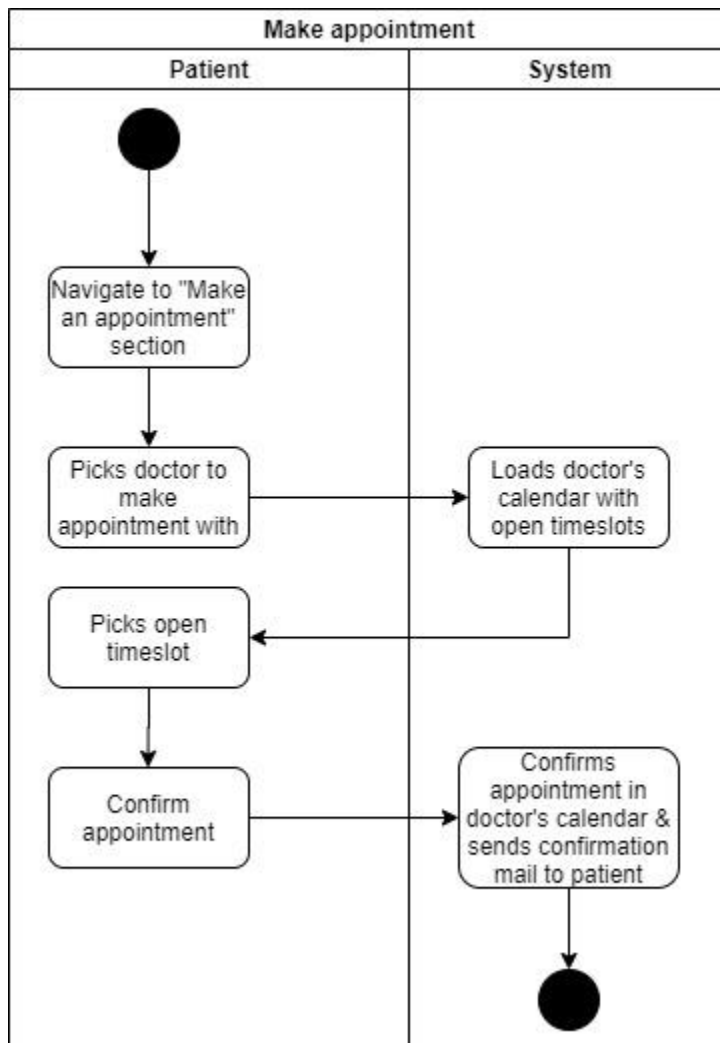 Make appointment
Patient
System
Navigate to "Make
an appointment"
section
Picks doctor to
make
appointment with
Loads doctor's
calendar with
open timeslots
Picks open
timeslot
Confirm
appointment
Confirms
appointment in
doctor's calendar &
sends confirmation
mail to patient